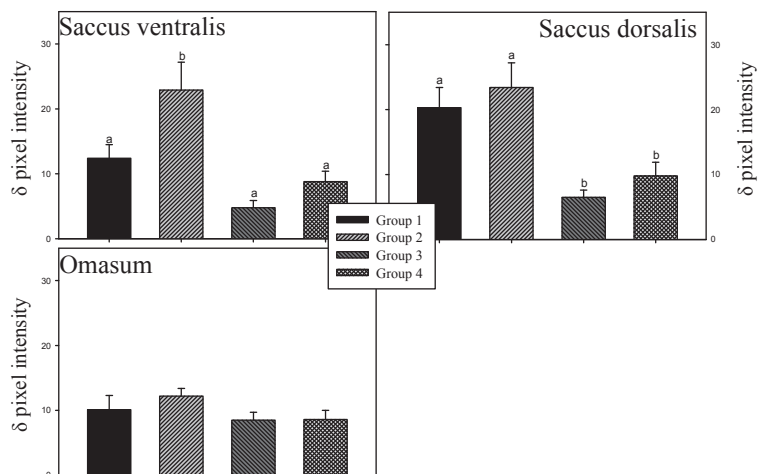 Saccus ventralis
δ pixel intensity
30
20
10
0
a
b
a
a
Saccus dorsalis
δ pixel intensity
30
20
10
0
a
a
b
b
Group 1
Group 2
Group 3
Group 4
Omasum
δ pixel intensity
30
20
10
0